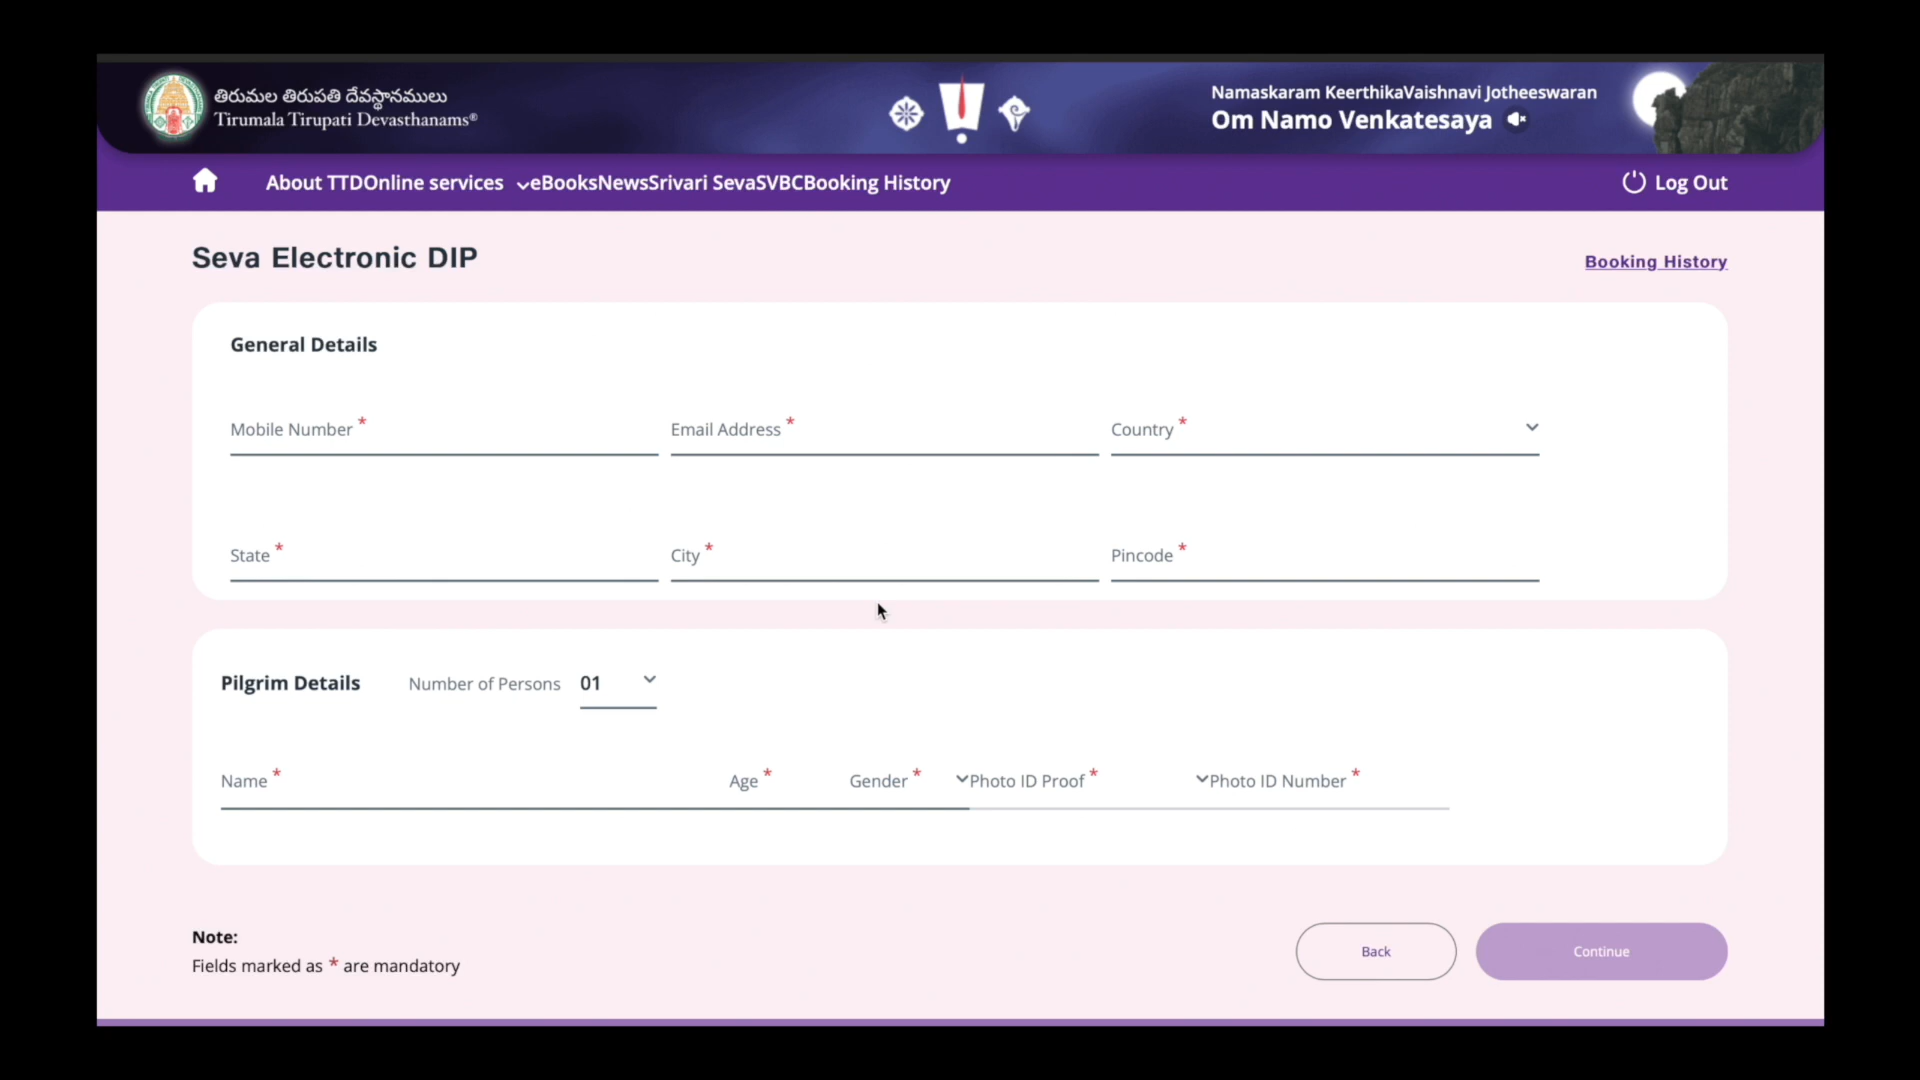 తిరుమల తిరుపతి దేవస్థానములు
Tirumala Tirupati Devasthanams®
Namaskaram KeerthikaVaishnavi Jotheeswaran
Om Namo Venkatesaya
About TTDOnline services eBooksNewsSrivari SevaSVBCBooking History
Log Out
Seva Electronic DIP
Booking History
General Details
Mobile Number * Email Address * Country *
State * City * Pincode *
Pilgrim Details Number of Persons 01
Name * Age * Gender * Photo ID Proof * Photo ID Number *
Note:
Fields marked as * are mandatory
Back Continue